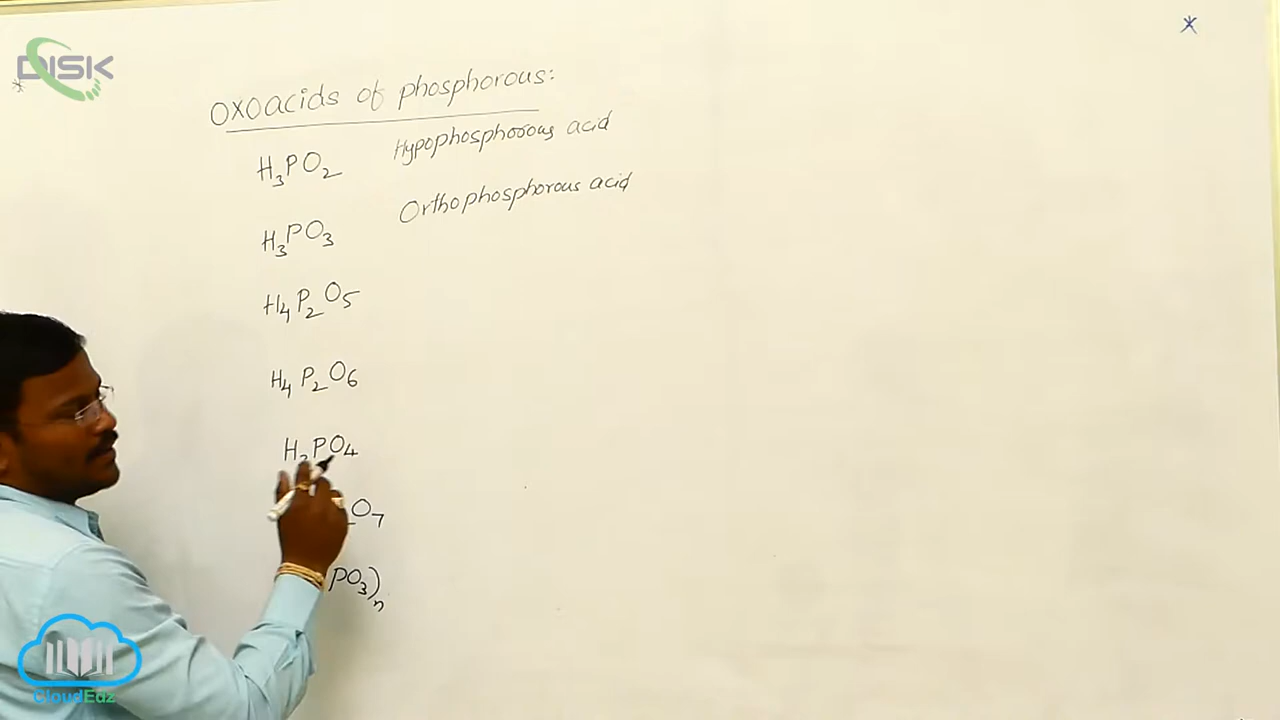 DISK
OXOacids of phosphorous:
H3PO2 Hypophosphorous acid
H3PO3 Orthophosphorous acid
H4P2O5
H4P2O6
H3PO4
O7
PO3)n
CloudEdz